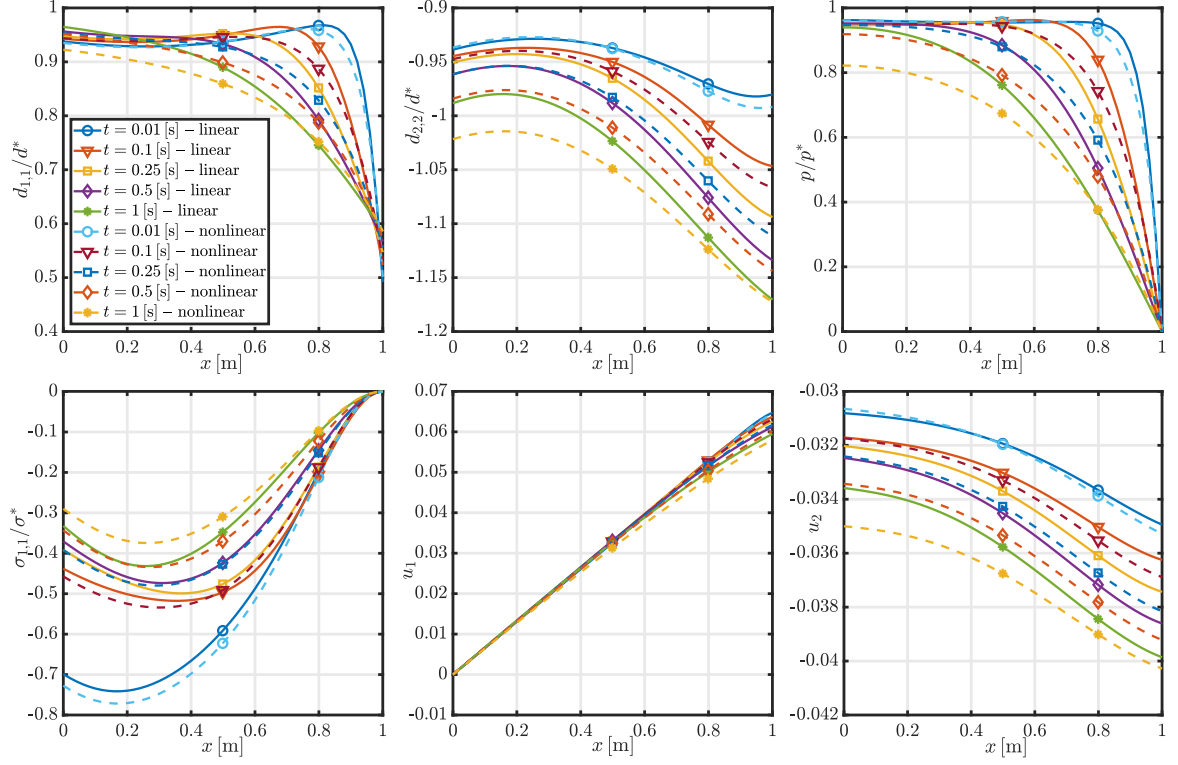 1
0.9
0.8
0.7
0.6
0.5
0.4
d₁,₁/d*
t = 0.01 [s] – linear
t = 0.1 [s] – linear
t = 0.25 [s] – linear
t = 0.5 [s] – linear
t = 1 [s] – linear
t = 0.01 [s] – nonlinear
t = 0.1 [s] – nonlinear
t = 0.25 [s] – nonlinear
t = 0.5 [s] – nonlinear
t = 1 [s] – nonlinear
0 0.2 0.4 0.6 0.8 1
x [m]
-0.9
-0.95
-1
-1.05
-1.1
-1.15
-1.2
d₂,₂/d*
0 0.2 0.4 0.6 0.8 1
x [m]
1
0.8
0.6
0.4
0.2
0
p/p*
0 0.2 0.4 0.6 0.8 1
x [m]
-0.1
-0.2
-0.3
-0.4
-0.5
-0.6
-0.7
-0.8
σ₁,₁/σ*
0 0.2 0.4 0.6 0.8 1
x [m]
0.07
0.06
0.05
0.04
0.03
0.02
0.01
0
-0.01
u₁
0 0.2 0.4 0.6 0.8 1
x [m]
-0.03
-0.032
-0.034
-0.036
-0.038
-0.04
-0.042
u₂
0 0.2 0.4 0.6 0.8 1
x [m]